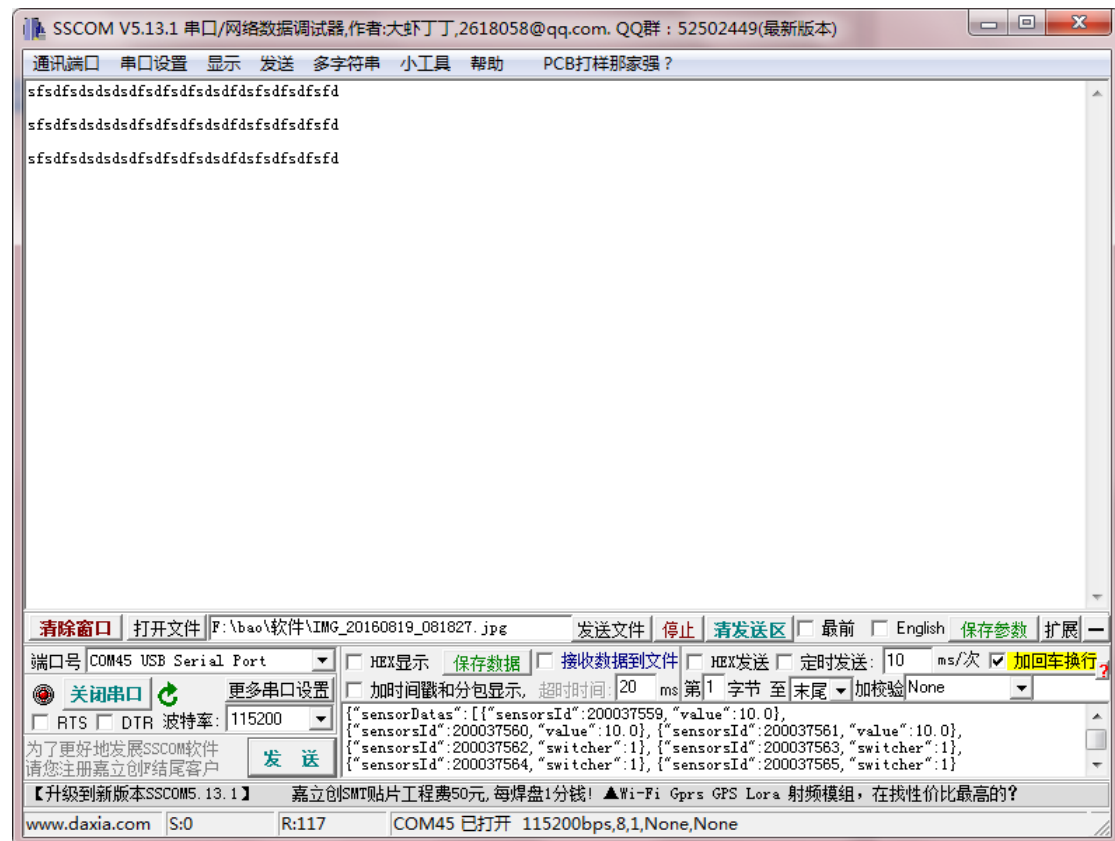 SSCOM V5.13.1 串口/网络数据调试器,作者:大虾丁丁,2618058@qq.com. QQ群：52502449(最新版本)
通讯端口 串口设置 显示 发送 多字符串 小工具 帮助 PCB打样那家强？
sfsdfsdsdsdsdfsdfsdfsdsdfdsfsdfsdfsfd
sfsdfsdsdsdsdfsdfsdfsdsdfdsfsdfsdfsfd
sfsdfsdsdsdsdfsdfsdfsdsdfdsfsdfsdfsfd
清除窗口 打开文件 F:\bao\软件\IMG_20160819_081827.jpg 发送文件 停止 清发送区 最前 English 保存参数 扩展 —
端口号 COM45 USB Serial Port HEX显示 保存数据 接收数据到文件 HEX发送 定时发送: 10 ms/次 加回车换行 ?
关闭串口 更多串口设置 加时间戳和分包显示, 超时时间: 20 ms 第1 字节 至 末尾 加校验 None
RTS DTR 波特率: 115200
{"sensorDatas":[{"sensorsId":200037559, "value":10.0},
{"sensorsId":200037560, "value":10.0}, {"sensorsId":200037561, "value":10.0},
{"sensorsId":200037562, "switcher":1}, {"sensorsId":200037563, "switcher":1},
{"sensorsId":200037564, "switcher":1}, {"sensorsId":200037565, "switcher":1}
为了更好地发展SSCOM软件
请您注册嘉立创F结尾客户
发 送
【升级到新版本SSCOM5.13.1】 嘉立创SMT贴片工程费50元,每焊盘1分钱! ▲Wi-Fi Gprs GPS Lora 射频模组，在找性价比最高的?
www.daxia.com S:0 R:117 COM45 已打开 115200bps,8,1,None,None